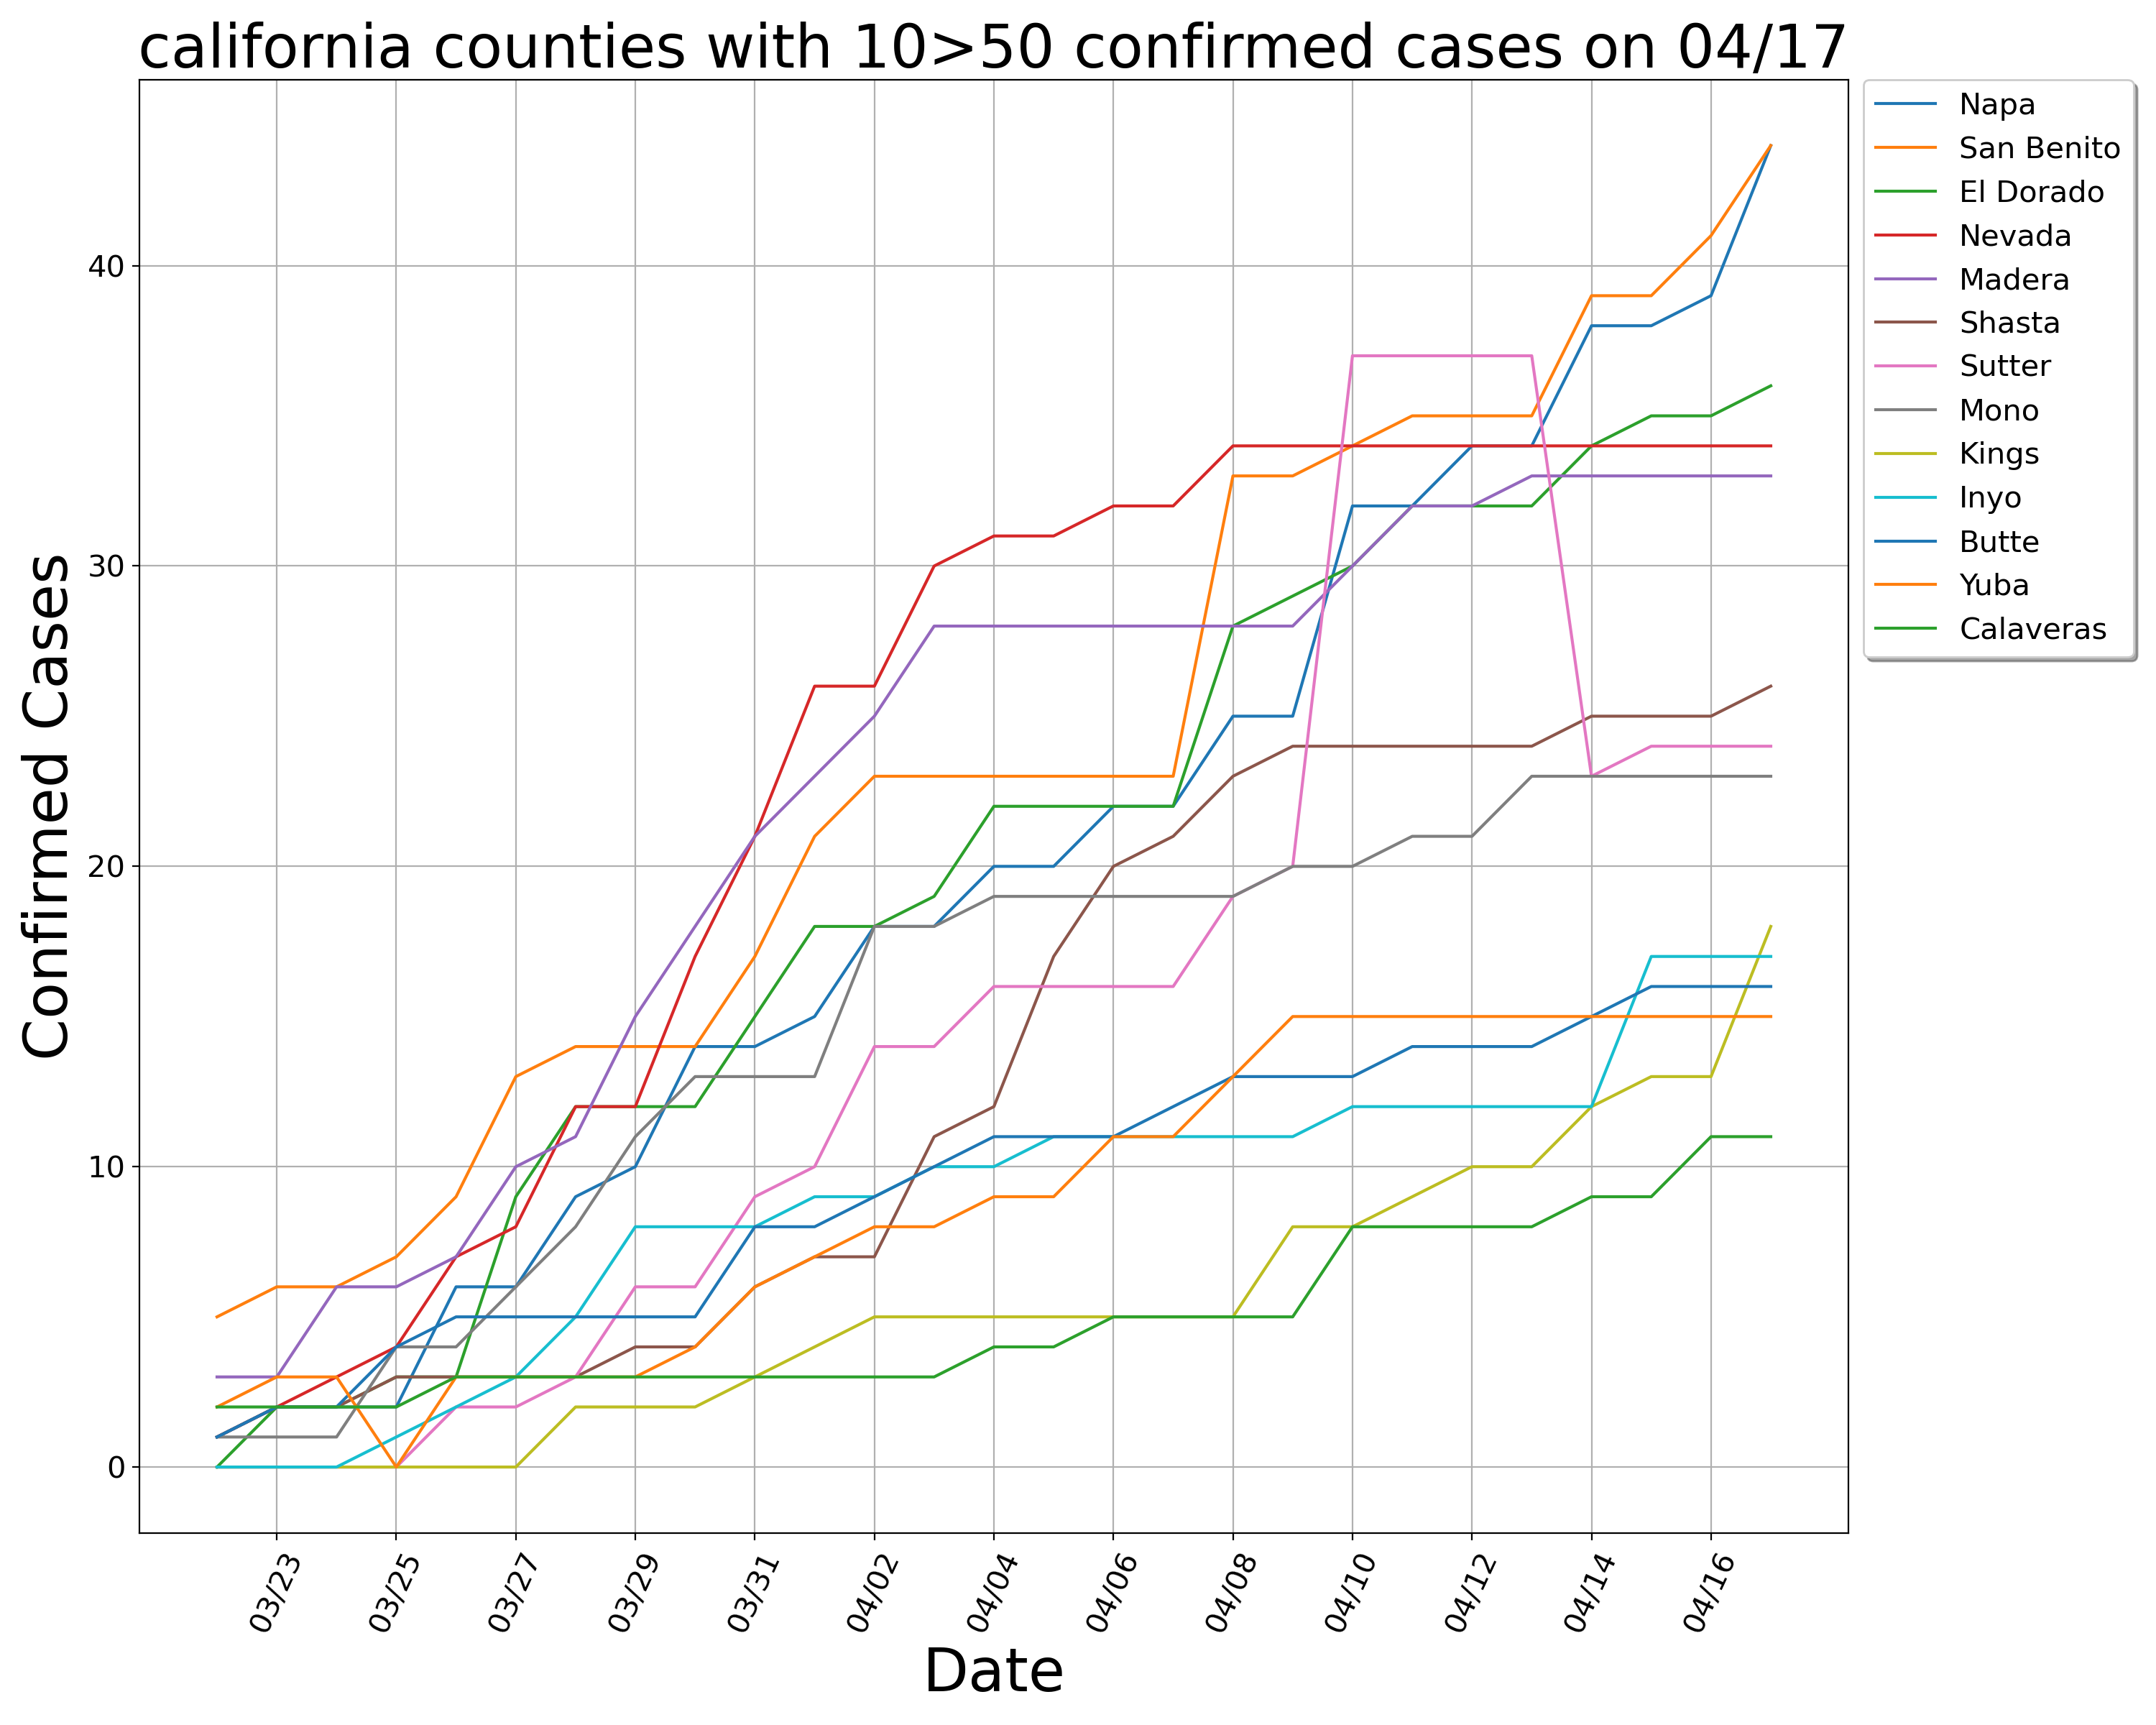 california counties with 10>50 confirmed cases on 04/17
Napa
San Benito
El Dorado
Nevada
Madera
Shasta
Sutter
Mono
Kings
Inyo
Butte
Yuba
Calaveras
Confirmed Cases
40
30
20
10
0
03/23
03/25
03/27
03/29
03/31
04/02
04/04
04/06
04/08
04/10
04/12
04/14
04/16
Date